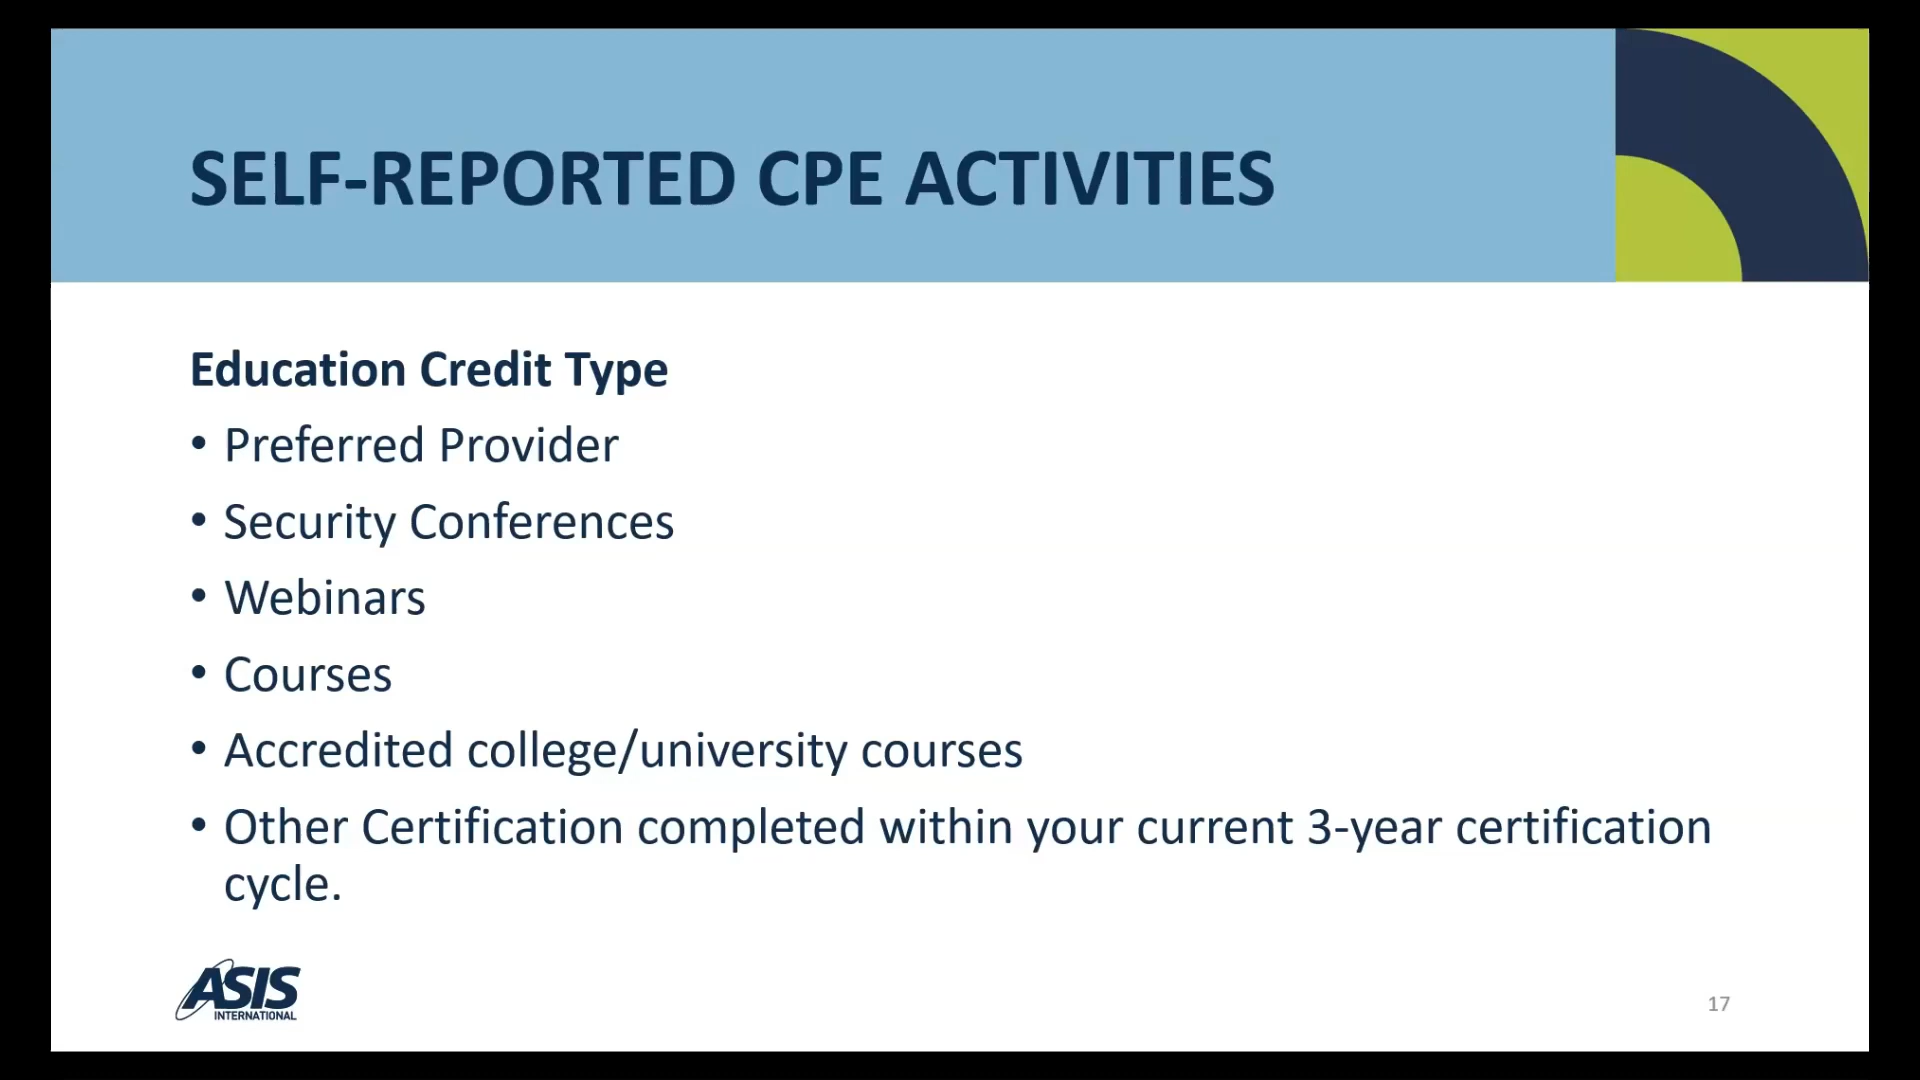 SELF-REPORTED CPE ACTIVITIES
Education Credit Type
• Preferred Provider
• Security Conferences
• Webinars
• Courses
• Accredited college/university courses
• Other Certification completed within your current 3-year certification
cycle.
ASIS
INTERNATIONAL
17